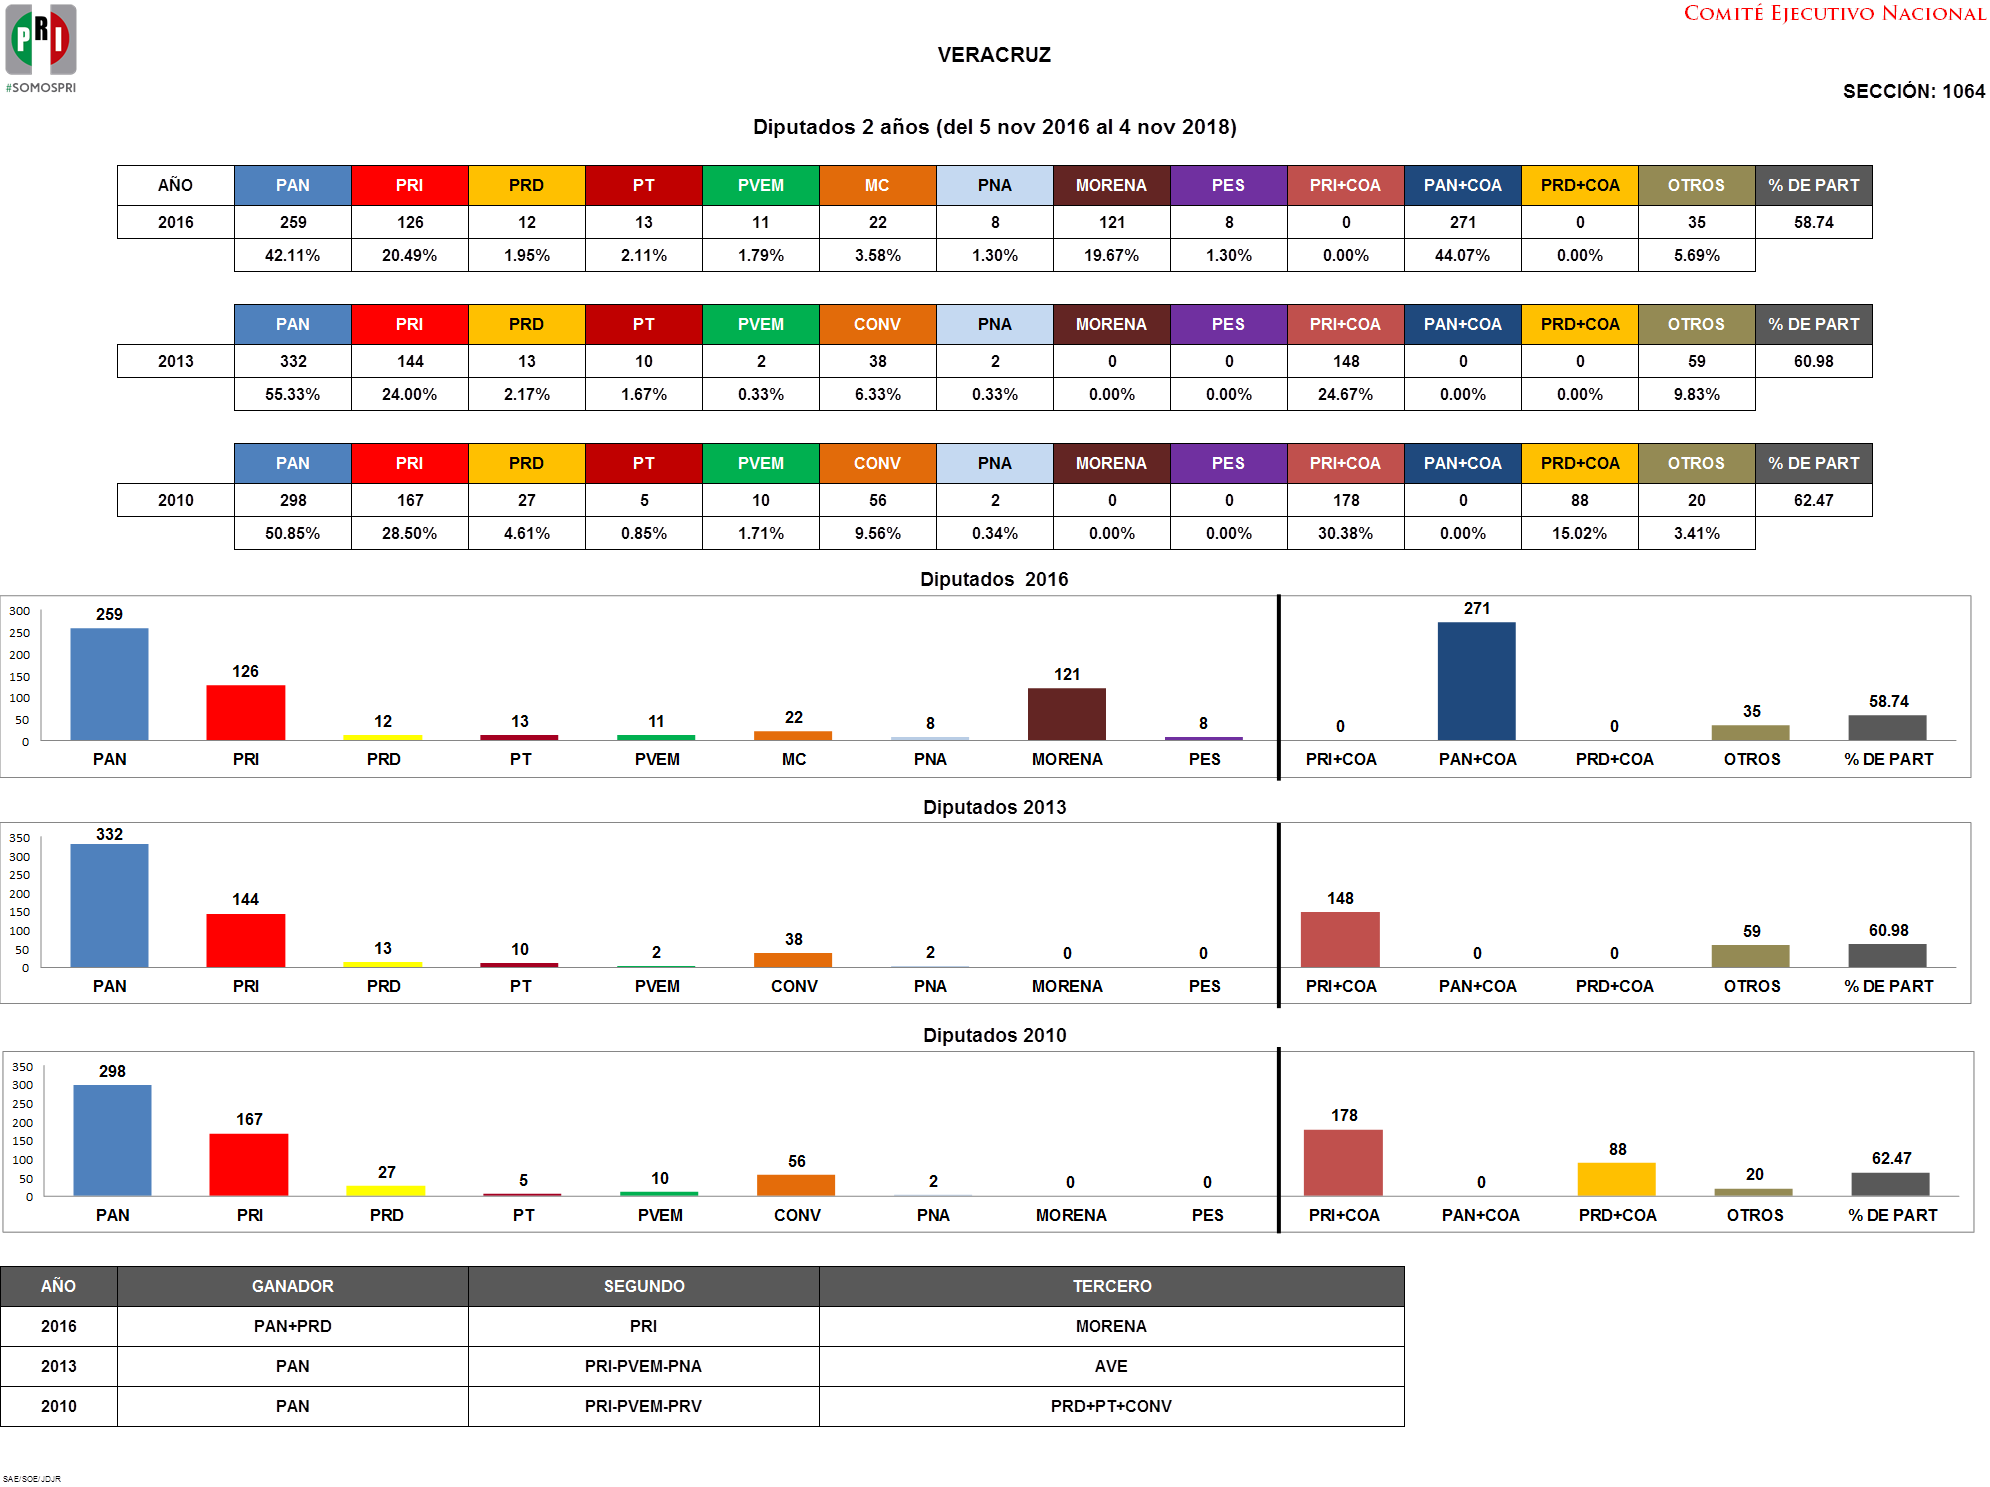 PRI
#SOMOSPRI
COMITÉ EJECUTIVO NACIONAL
VERACRUZ
SECCIÓN: 1064
Diputados 2 años (del 5 nov 2016 al 4 nov 2018)
AÑO PAN PRI PRD PT PVEM MC PNA MORENA PES PRI+COA PAN+COA PRD+COA OTROS % DE PART
2016 259 126 12 13 11 22 8 121 8 0 271 0 35 58.74
42.11% 20.49% 1.95% 2.11% 1.79% 3.58% 1.30% 19.67% 1.30% 0.00% 44.07% 0.00% 5.69%
PAN PRI PRD PT PVEM CONV PNA MORENA PES PRI+COA PAN+COA PRD+COA OTROS % DE PART
2013 332 144 13 10 2 38 2 0 0 148 0 0 59 60.98
55.33% 24.00% 2.17% 1.67% 0.33% 6.33% 0.33% 0.00% 0.00% 24.67% 0.00% 0.00% 9.83%
PAN PRI PRD PT PVEM CONV PNA MORENA PES PRI+COA PAN+COA PRD+COA OTROS % DE PART
2010 298 167 27 5 10 56 2 0 0 178 0 88 20 62.47
50.85% 28.50% 4.61% 0.85% 1.71% 9.56% 0.34% 0.00% 0.00% 30.38% 0.00% 15.02% 3.41%
Diputados 2016
300
250
200
150
100
50
0
259 126 12 13 11 22 8 121 8 0 271 0 35 58.74
PAN PRI PRD PT PVEM MC PNA MORENA PES PRI+COA PAN+COA PRD+COA OTROS % DE PART
Diputados 2013
350
300
250
200
150
100
50
0
332 144 13 10 2 38 2 0 0 148 0 0 59 60.98
PAN PRI PRD PT PVEM CONV PNA MORENA PES PRI+COA PAN+COA PRD+COA OTROS % DE PART
Diputados 2010
350
300
250
200
150
100
50
0
298 167 27 5 10 56 2 0 0 178 0 88 20 62.47
PAN PRI PRD PT PVEM CONV PNA MORENA PES PRI+COA PAN+COA PRD+COA OTROS % DE PART
AÑO GANADOR SEGUNDO TERCERO
2016 PAN+PRD PRI MORENA
2013 PAN PRI-PVEM-PNA AVE
2010 PAN PRI-PVEM-PRV PRD+PT+CONV
SAE/SOE/JDJR